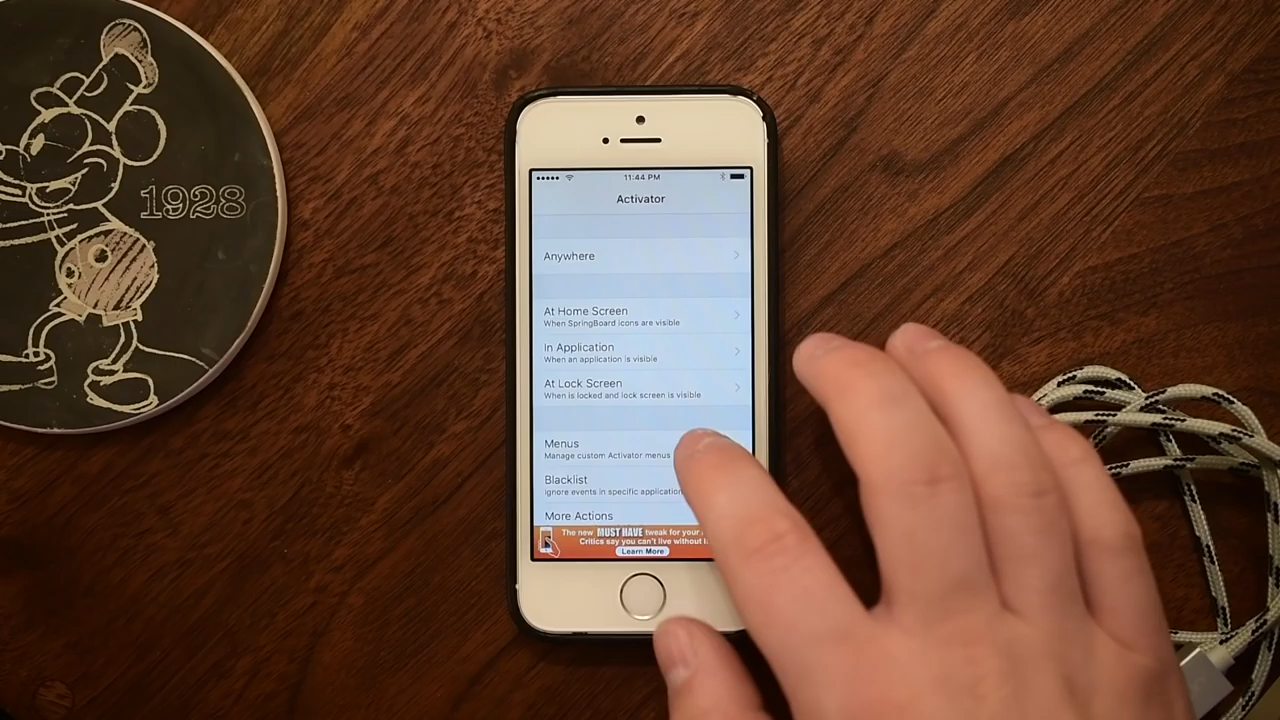 1928
11:44 PM
Activator
Anywhere
At Home Screen
When SpringBoard icons are visible
In Application
When an application is visible
At Lock Screen
When is locked and lock screen is visible
Menus
Manage custom Activator menus
Blacklist
Ignore events in specific application
More Actions
The new MUST HAVE tweak for your
Critics say you can't live without
Learn More